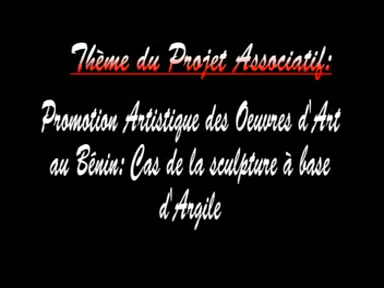 Thème du Projet Associatif:
Promotion Artistique des Oeuvres d'Art
au Bénin: Cas de la sculpture à base
d'Argile